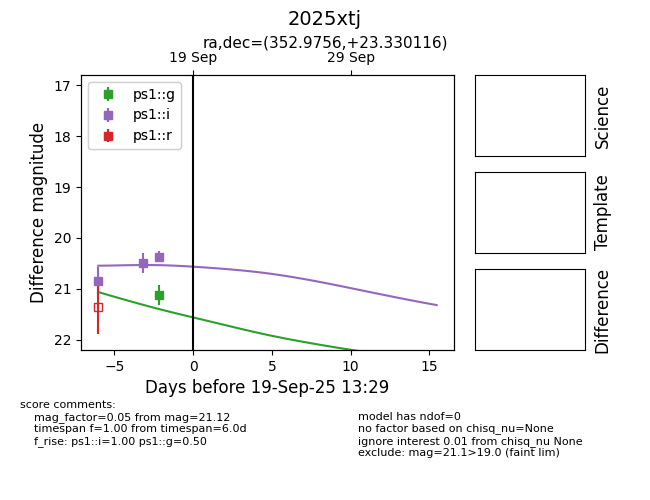 2025xtj
ra,dec=(352.9756,+23.330116)
19 Sep
29 Sep
17
18
19
20
21
22
Difference magnitude
ps1::g
ps1::i
ps1::r
−5
0
5
10
15
Days before 19-Sep-25 13:29
Science
Template
Difference
score comments:
mag_factor=0.05 from mag=21.12
timespan f=1.00 from timespan=6.0d
f_rise: ps1::i=1.00 ps1::g=0.50
model has ndof=0
no factor based on chisq_nu=None
ignore interest 0.01 from chisq_nu None
exclude: mag=21.1>19.0 (faint lim)